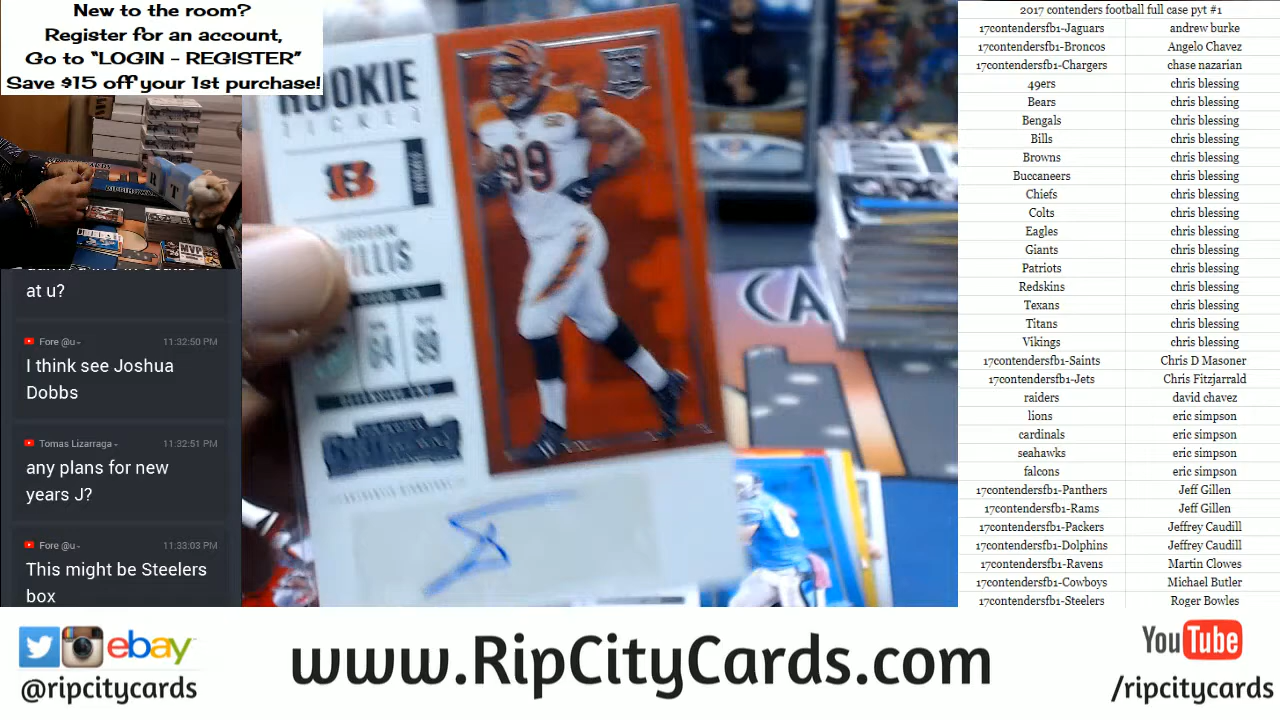 New to the room?
Register for an account,
Go to “LOGIN - REGISTER”
Save $15 off your 1st purchase!
at u?
Fore @u -
11:32:50 PM
I think see Joshua
Dobbs
Tomas Lizarraga -
11:32:51 PM
any plans for new
years J?
Fore @u -
11:33:03 PM
This might be Steelers
box
ROOKIE
TICKET
B
99
99
MVP
CA
2017 contenders football full case pyt #1
17contendersfb1-Jaguars andrew burke
17contendersfb1-Broncos Angelo Chavez
17contendersfb1-Chargers chase nazarian
49ers chris blessing
Bears chris blessing
Bengals chris blessing
Bills chris blessing
Browns chris blessing
Buccaneers chris blessing
Chiefs chris blessing
Colts chris blessing
Eagles chris blessing
Giants chris blessing
Patriots chris blessing
Redskins chris blessing
Texans chris blessing
Titans chris blessing
Vikings chris blessing
17contendersfb1-Saints Chris D Masoner
17contendersfb1-Jets Chris Fitzjarrald
raiders david chavez
lions eric simpson
cardinals eric simpson
seahawks eric simpson
falcons eric simpson
17contendersfb1-Panthers Jeff Gillen
17contendersfb1-Rams Jeff Gillen
17contendersfb1-Packers Jeffrey Caudill
17contendersfb1-Dolphins Jeffrey Caudill
17contendersfb1-Ravens Martin Clowes
17contendersfb1-Cowboys Michael Butler
17contendersfb1-Steelers Roger Bowles
ebay
@ripcitycards
www.RipCityCards.com
YouTube
/ripcitycards